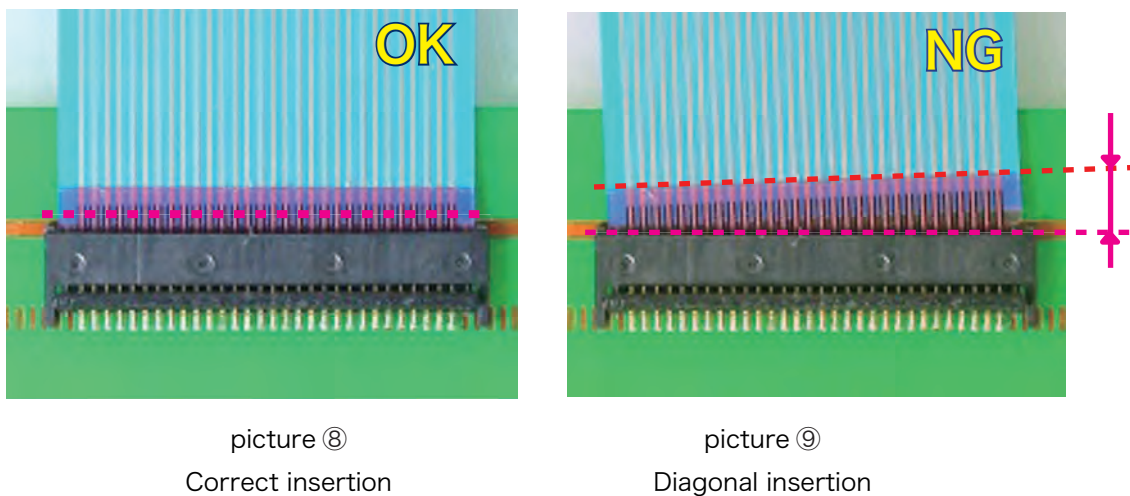 OK
NG
picture ⑧
picture ⑨
Correct insertion
Diagonal insertion